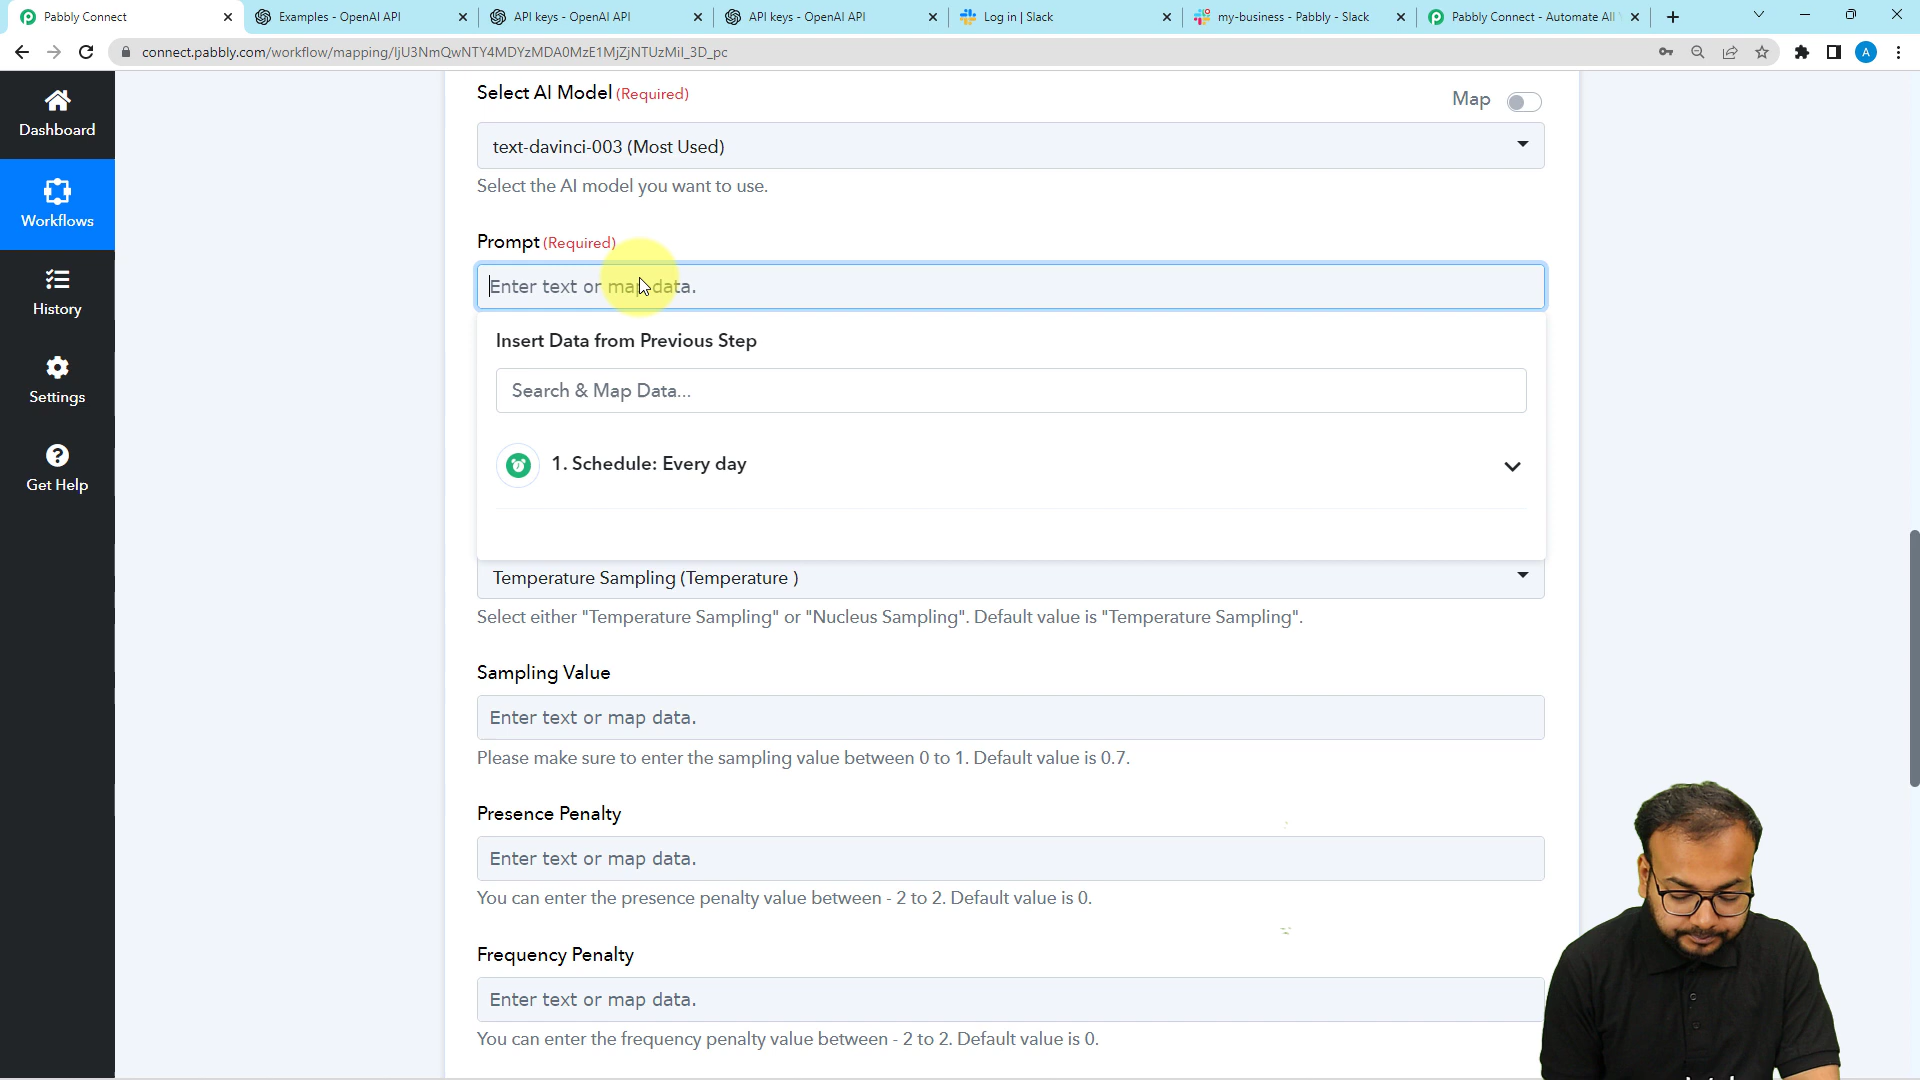 Pabbly Connect
Examples - OpenAI API
API keys - OpenAI API
API keys - OpenAI API
Log in | Slack
my-business - Pabbly - Slack
Pabbly Connect - Automate All
connect.pabbly.com/workflow/mapping/IjU3NmQwNTY4MDYzMDA0MzE1MjZjNTUzMiI_3D_pc
A
Dashboard
Workflows
History
Settings
Get Help
Select AI Model (Required)
Map
text-davinci-003 (Most Used)
Select the AI model you want to use.
Prompt (Required)
Enter text or map data.
Insert Data from Previous Step
Search & Map Data...
1. Schedule: Every day
Temperature Sampling (Temperature )
Select either "Temperature Sampling" or "Nucleus Sampling". Default value is "Temperature Sampling".
Sampling Value
Enter text or map data.
Please make sure to enter the sampling value between 0 to 1. Default value is 0.7.
Presence Penalty
Enter text or map data.
You can enter the presence penalty value between - 2 to 2. Default value is 0.
Frequency Penalty
Enter text or map data.
You can enter the frequency penalty value between - 2 to 2. Default value is 0.